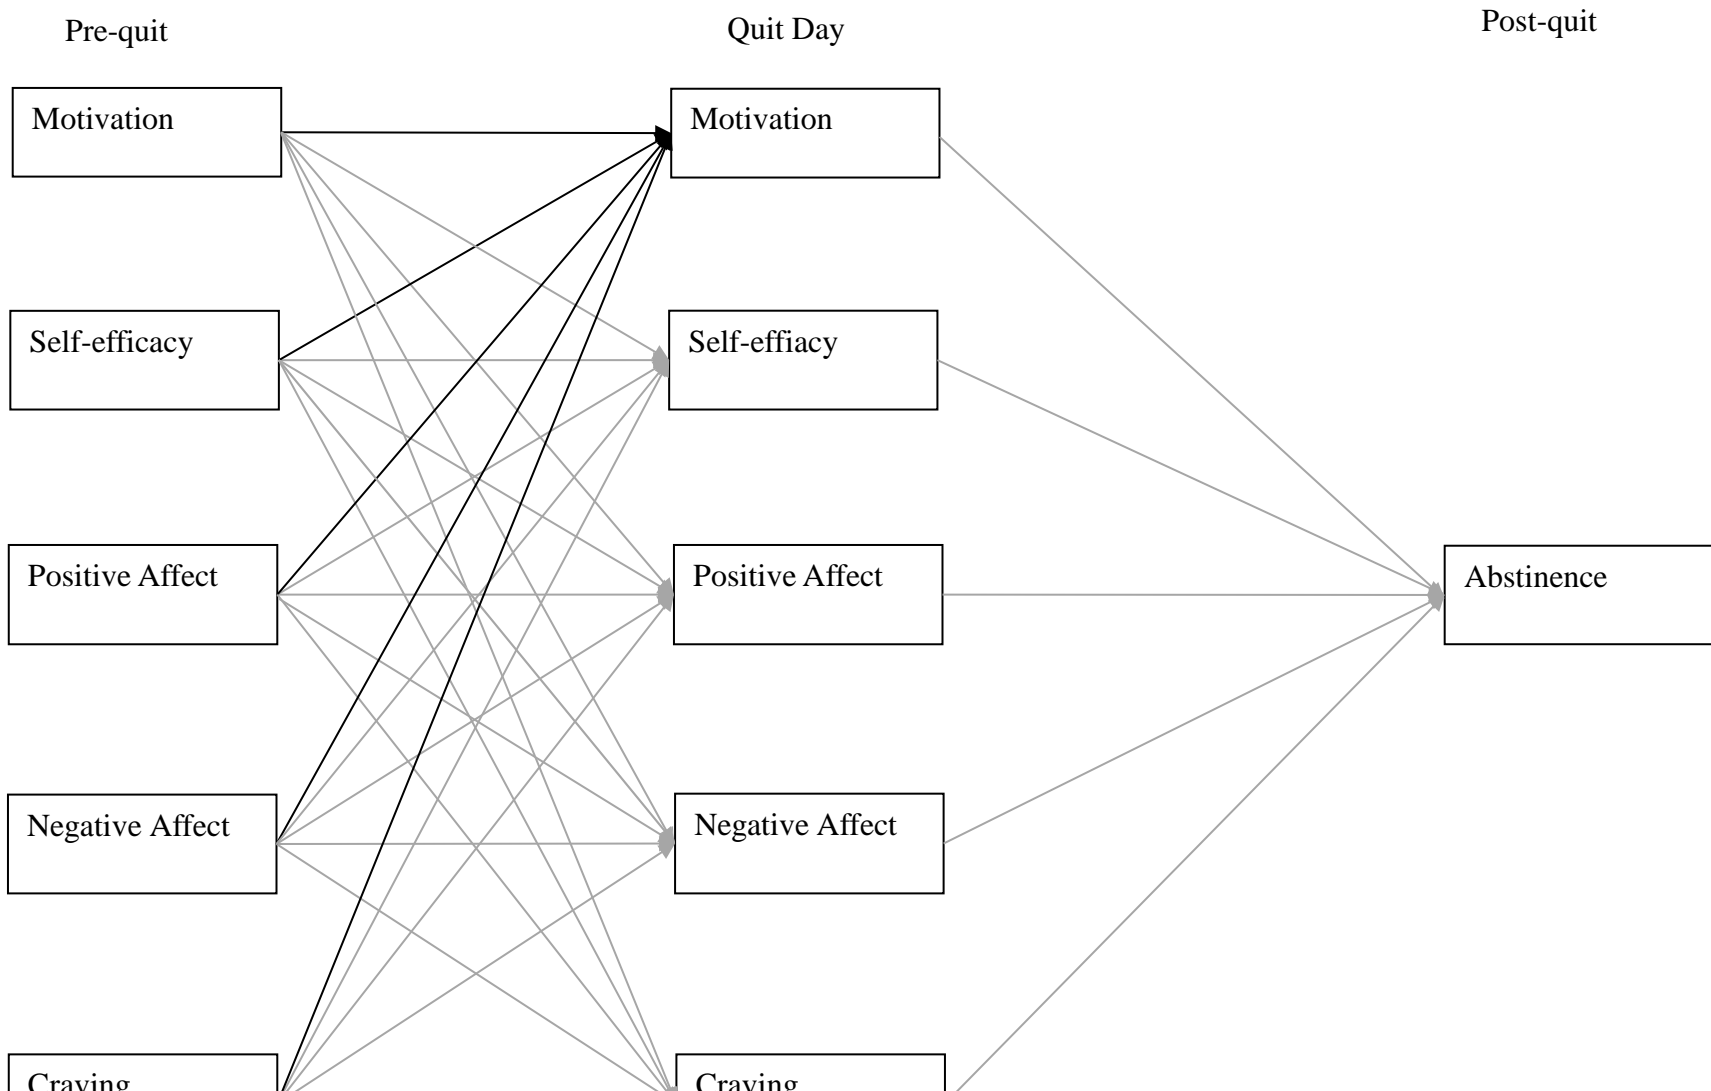 Pre-quit
Quit Day
Post-quit
Motivation
Motivation
Self-efficacy
Self-effiacy
Positive Affect
Positive Affect
Abstinence
Negative Affect
Negative Affect
Craving
Craving